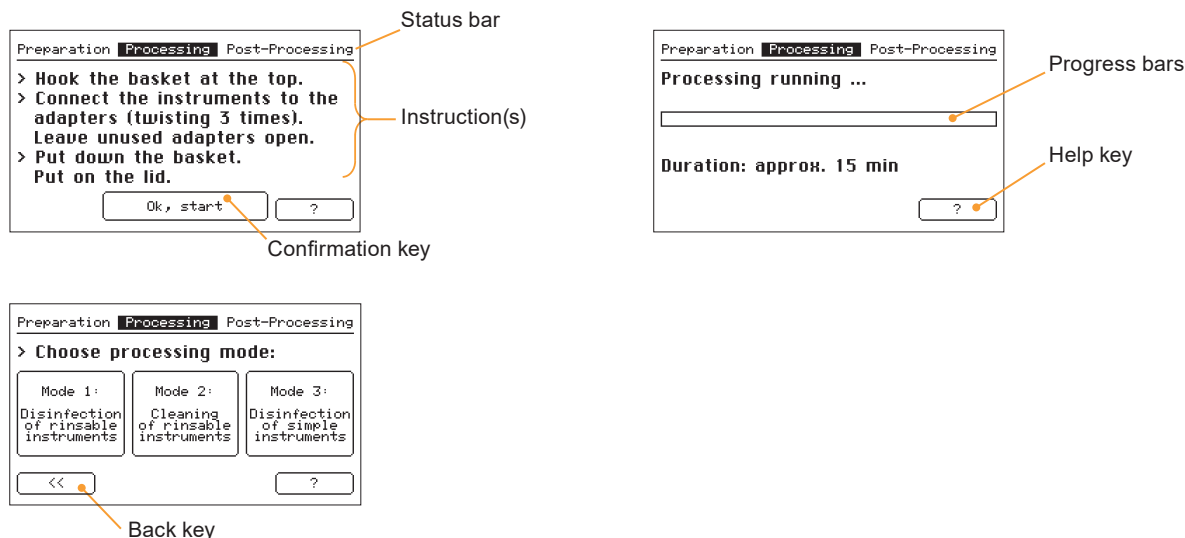 Status bar
Preparation Processing Post-Processing
> Hook the basket at the top.
> Connect the instruments to the
adapters (twisting 3 times).
Leave unused adapters open.
> Put down the basket.
Put on the lid.
Instruction(s)
Ok, start
?
Confirmation key
Preparation Processing Post-Processing
Processing running ...
Progress bars
Duration: approx. 15 min
Help key
?
Preparation Processing Post-Processing
> Choose processing mode:
Mode 1:
Disinfection
of rinsable
instruments
Mode 2:
Cleaning
of rinsable
instruments
Mode 3:
Disinfection
of simple
instruments
<<
?
Back key